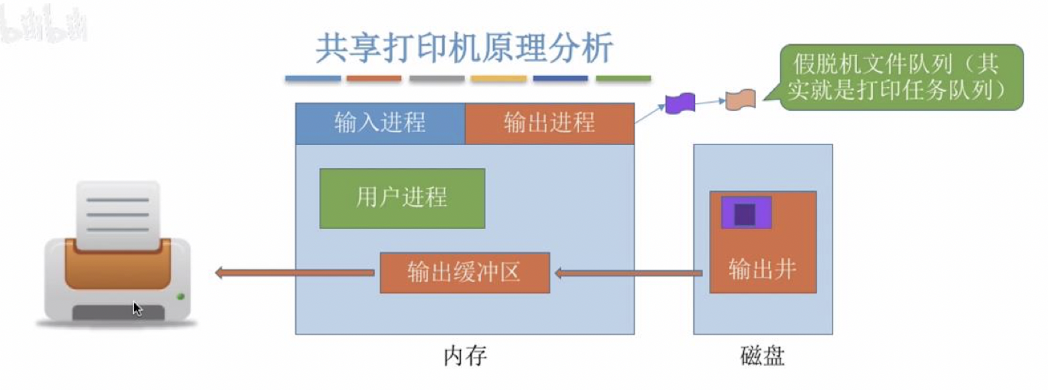 共享打印机原理分析
假脱机文件队列（其
实就是打印任务队列）
输入进程
输出进程
用户进程
输出缓冲区
输出井
内存
磁盘